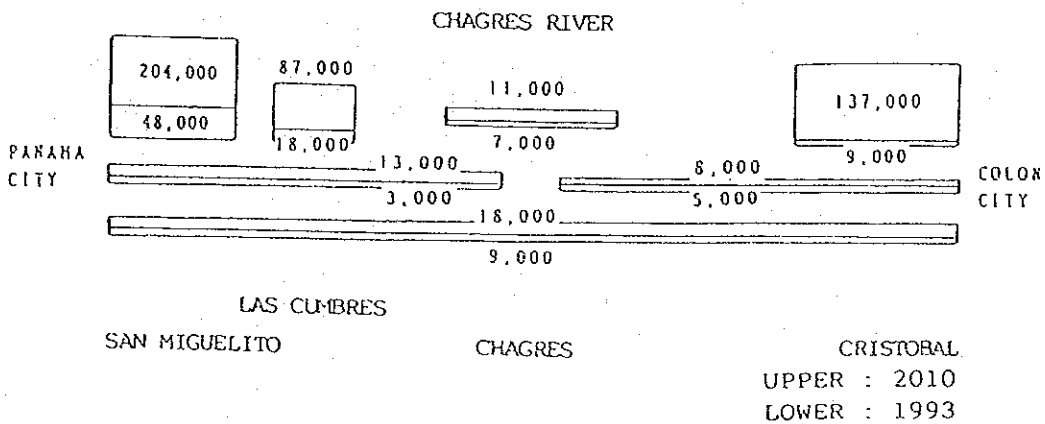 CHAGRES RIVER
204,000
48,000
87,000
18,000
11,000
7,000
137,000
9,000
PANAMA
CITY
13,000
3,000
8,000
5,000
COLON
CITY
18,000
9,000
LAS CUMBRES
SAN MIGUELITO
CHAGRES
CRISTOBAL
UPPER : 2010
LOWER : 1993